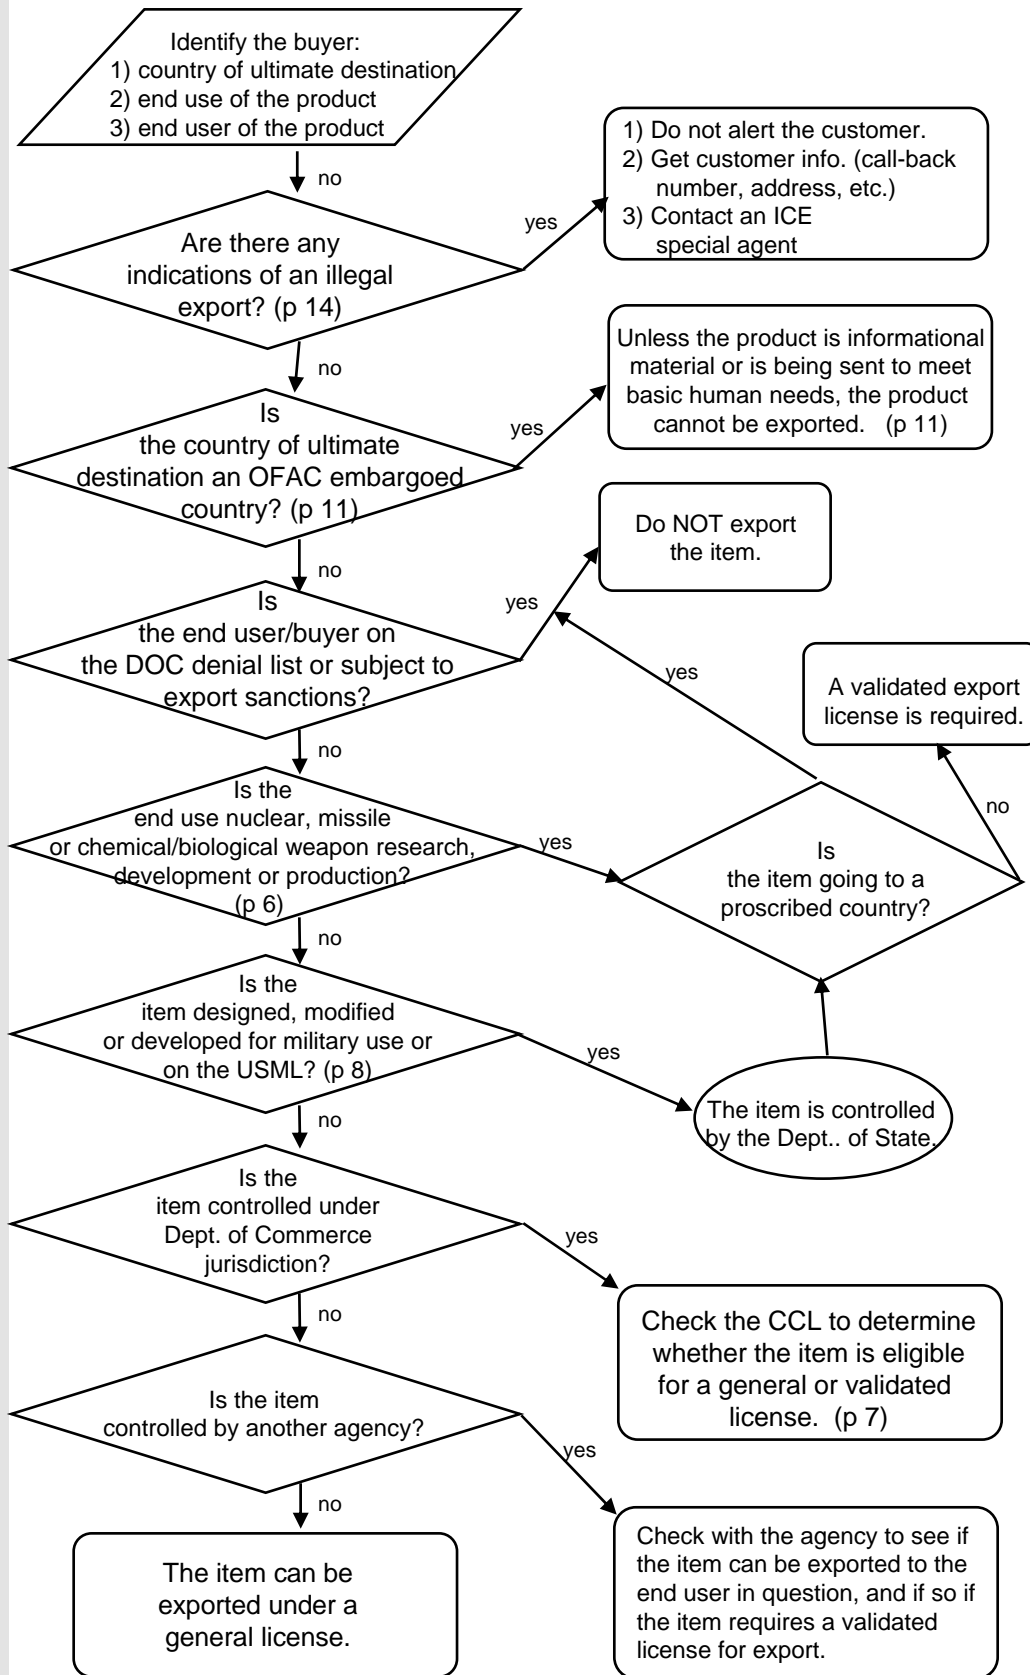 Identify the buyer:
1) country of ultimate destination
2) end use of the product
3) end user of the product
no
Are there any
indications of an illegal
export? (p 14)
yes
1) Do not alert the customer.
2) Get customer info. (call-back
number, address, etc.)
3) Contact an ICE
special agent
no
Is
the country of ultimate
destination an OFAC embargoed
country? (p 11)
yes
Unless the product is informational
material or is being sent to meet
basic human needs, the product
cannot be exported. (p 11)
no
Is
the end user/buyer on
the DOC denial list or subject to
export sanctions?
yes
Do NOT export
the item.
no
Is the
end use nuclear, missile
or chemical/biological weapon research,
development or production?
(p 6)
yes
Is
the item going to a
proscribed country?
yes
no
A validated export
license is required.
no
Is the
item designed, modified
or developed for military use or
on the USML? (p 8)
yes
The item is controlled
by the Dept.. of State.
no
Is the
item controlled under
Dept. of Commerce
jurisdiction?
yes
Check the CCL to determine
whether the item is eligible
for a general or validated
license. (p 7)
no
Is the item
controlled by another agency?
yes
Check with the agency to see if
the item can be exported to the
end user in question, and if so if
the item requires a validated
license for export.
no
The item can be
exported under a
general license.